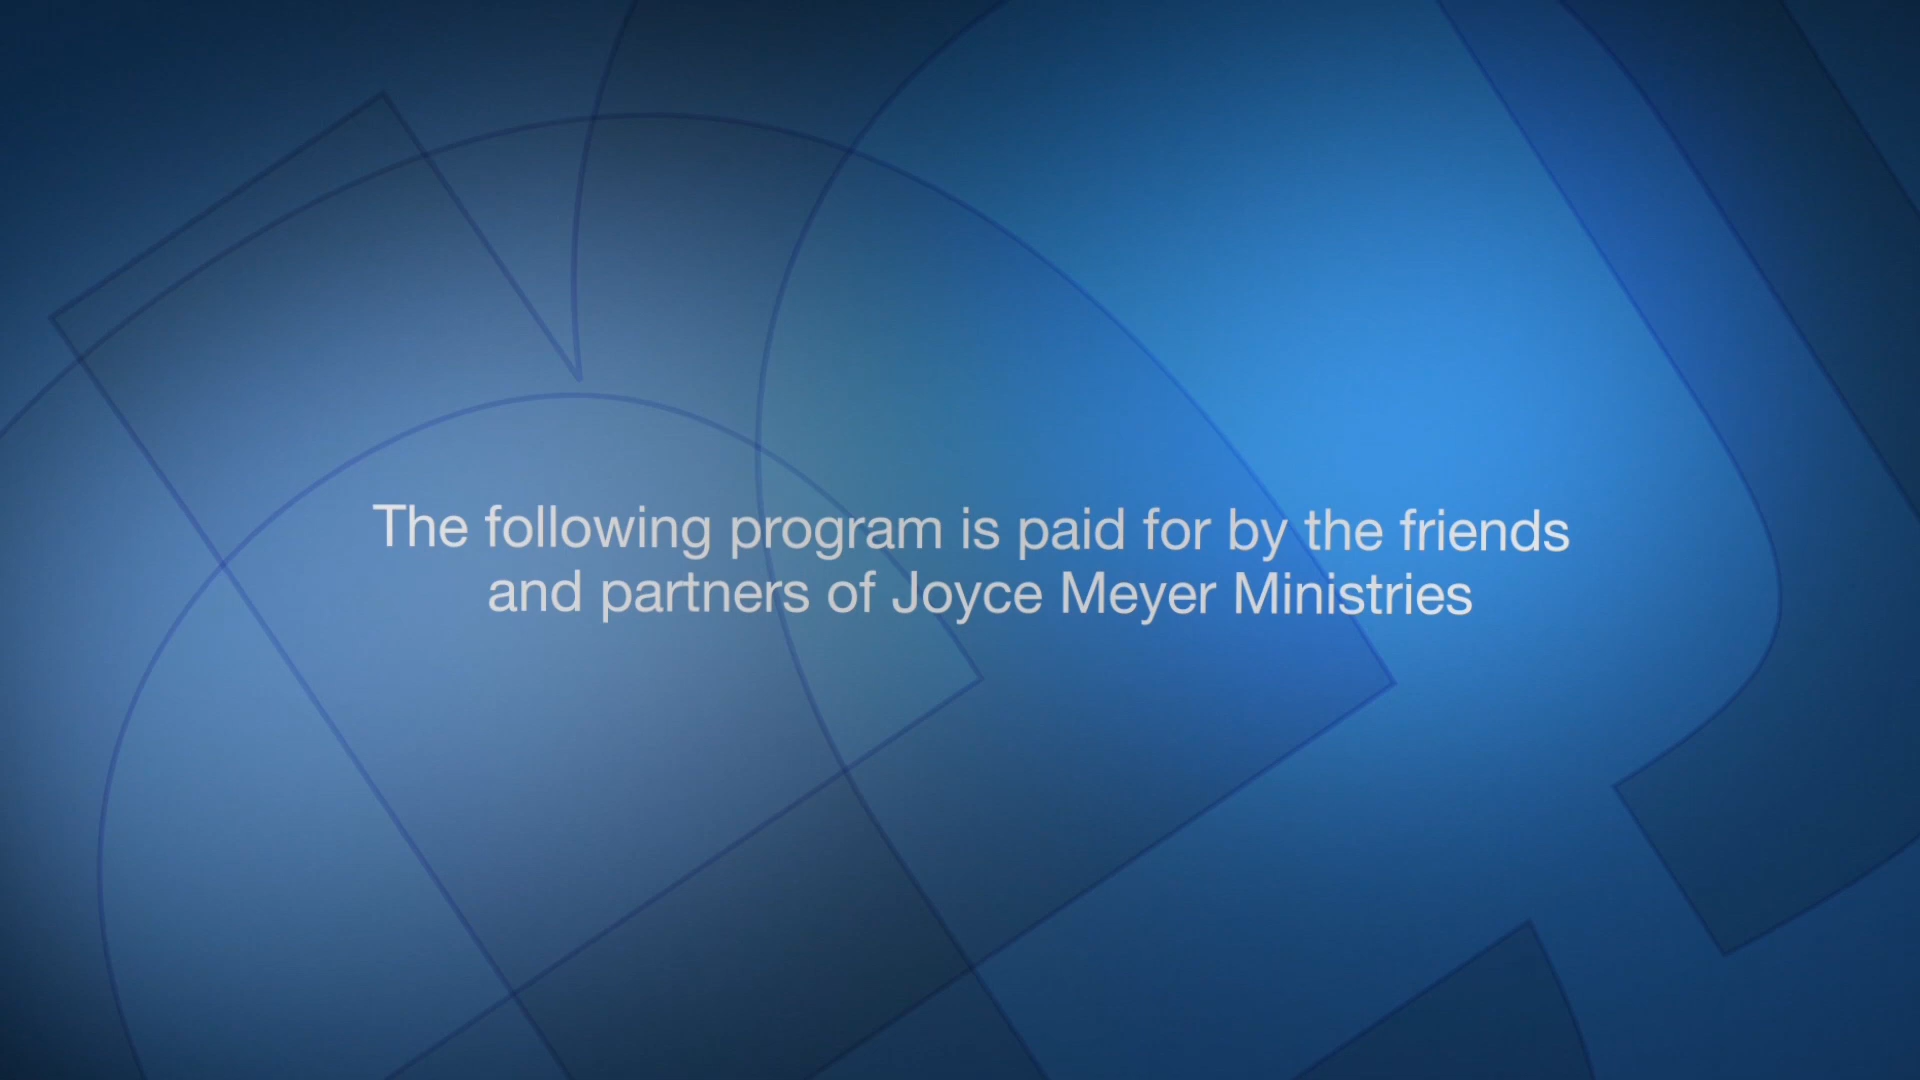 The following program is paid for by the friends
and partners of Joyce Meyer Ministries